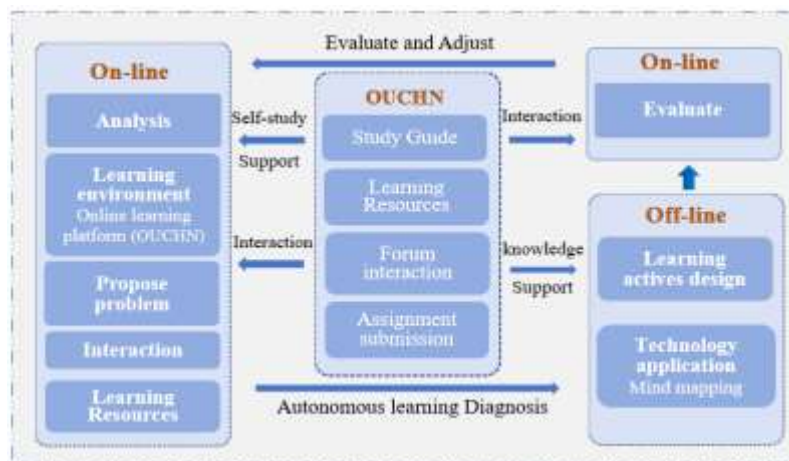 Evaluate and Adjust
On-line
Analysis
Learning
environment
Online learning
platform (OUCHN)
Propose
problem
Interaction
Learning
Resources
Self-study
Support
Interaction
OUCHN
Study Guide
Learning
Resources
Forum
interaction
Assignment
submission
Interaction
knowledge
Support
On-line
Evaluate
Off-line
Learning
actives design
Technology
application
Mind mapping
Autonomous learning Diagnosis